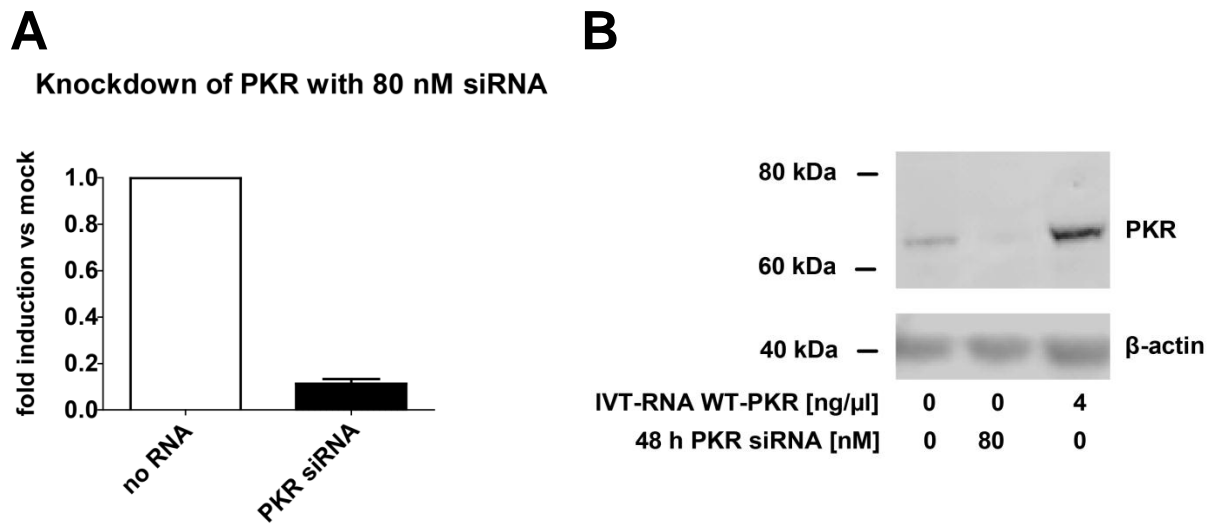 A
Knockdown of PKR with 80 nM siRNA
fold induction vs mock
1.0
0.8
0.6
0.4
0.2
0.0
no RNA
PKR siRNA
B
80 kDa
60 kDa
PKR
40 kDa
β-actin
IVT-RNA WT-PKR [ng/µl] 0 0 4
48 h PKR siRNA [nM] 0 80 0